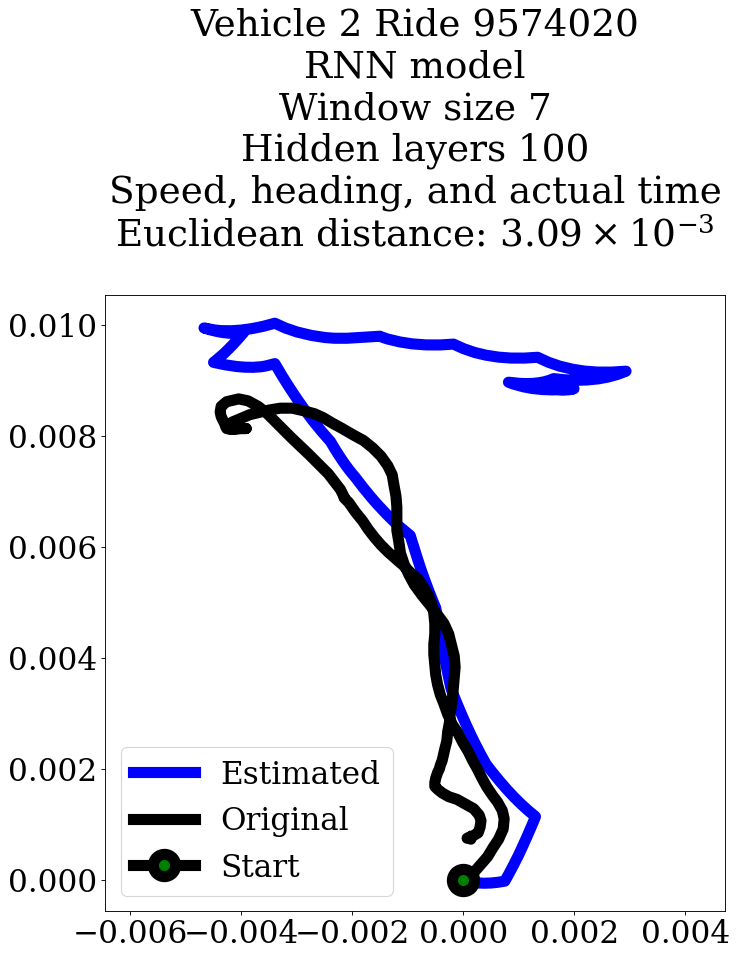 Vehicle 2 Ride 9574020
RNN model
Window size 7
Hidden layers 100
Speed, heading, and actual time
Euclidean distance: 3.09 × 10⁻³
0.010
0.008
0.006
0.004
0.002
0.000
Estimated
Original
Start
−0.006 −0.004 −0.002 0.000 0.002 0.004